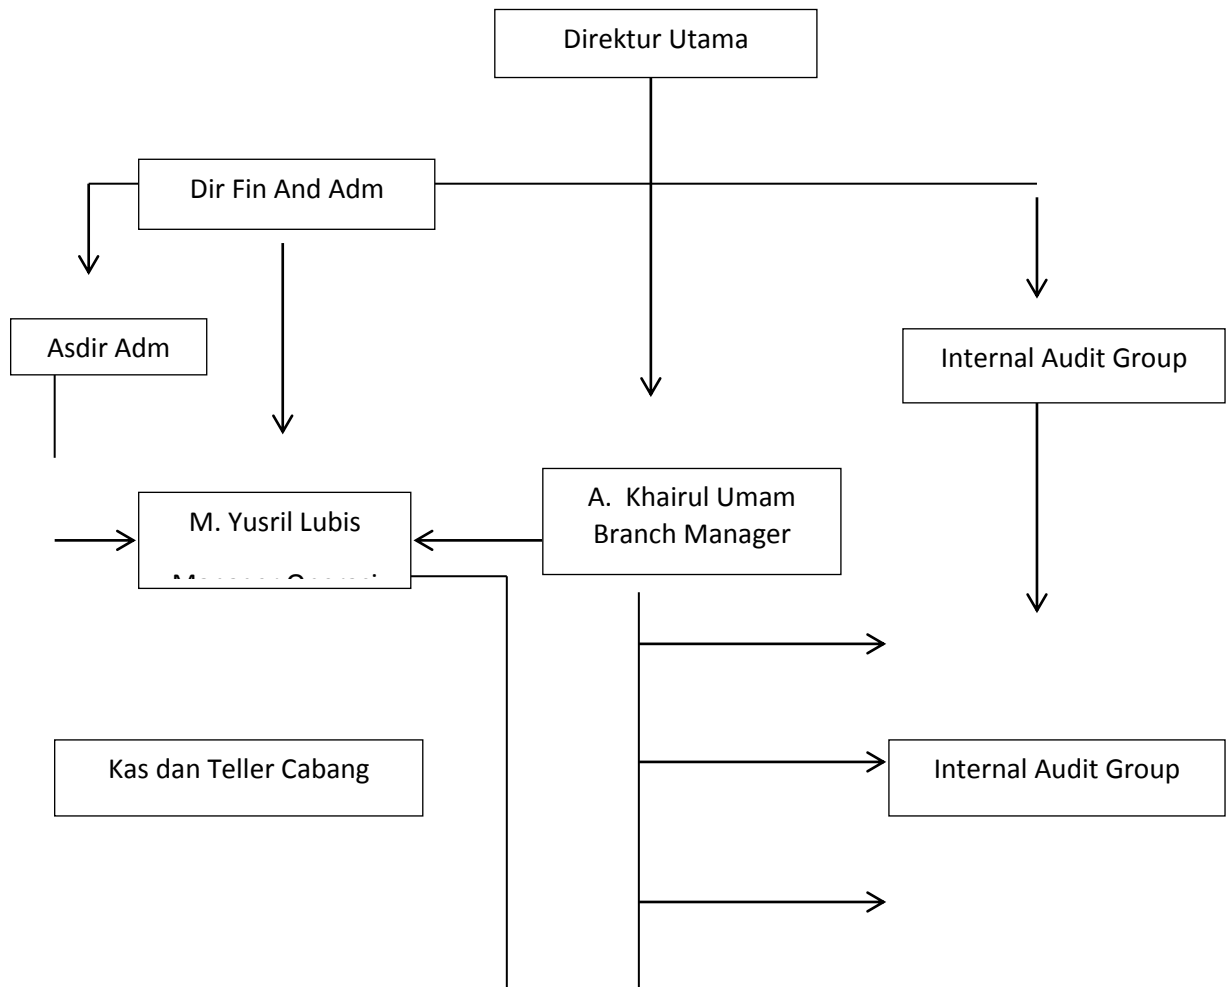 Direktur Utama
Dir Fin And Adm
Asdir Adm
Internal Audit Group
M. Yusril Lubis
A. Khairul Umam
Branch Manager
Kas dan Teller Cabang
Internal Audit Group